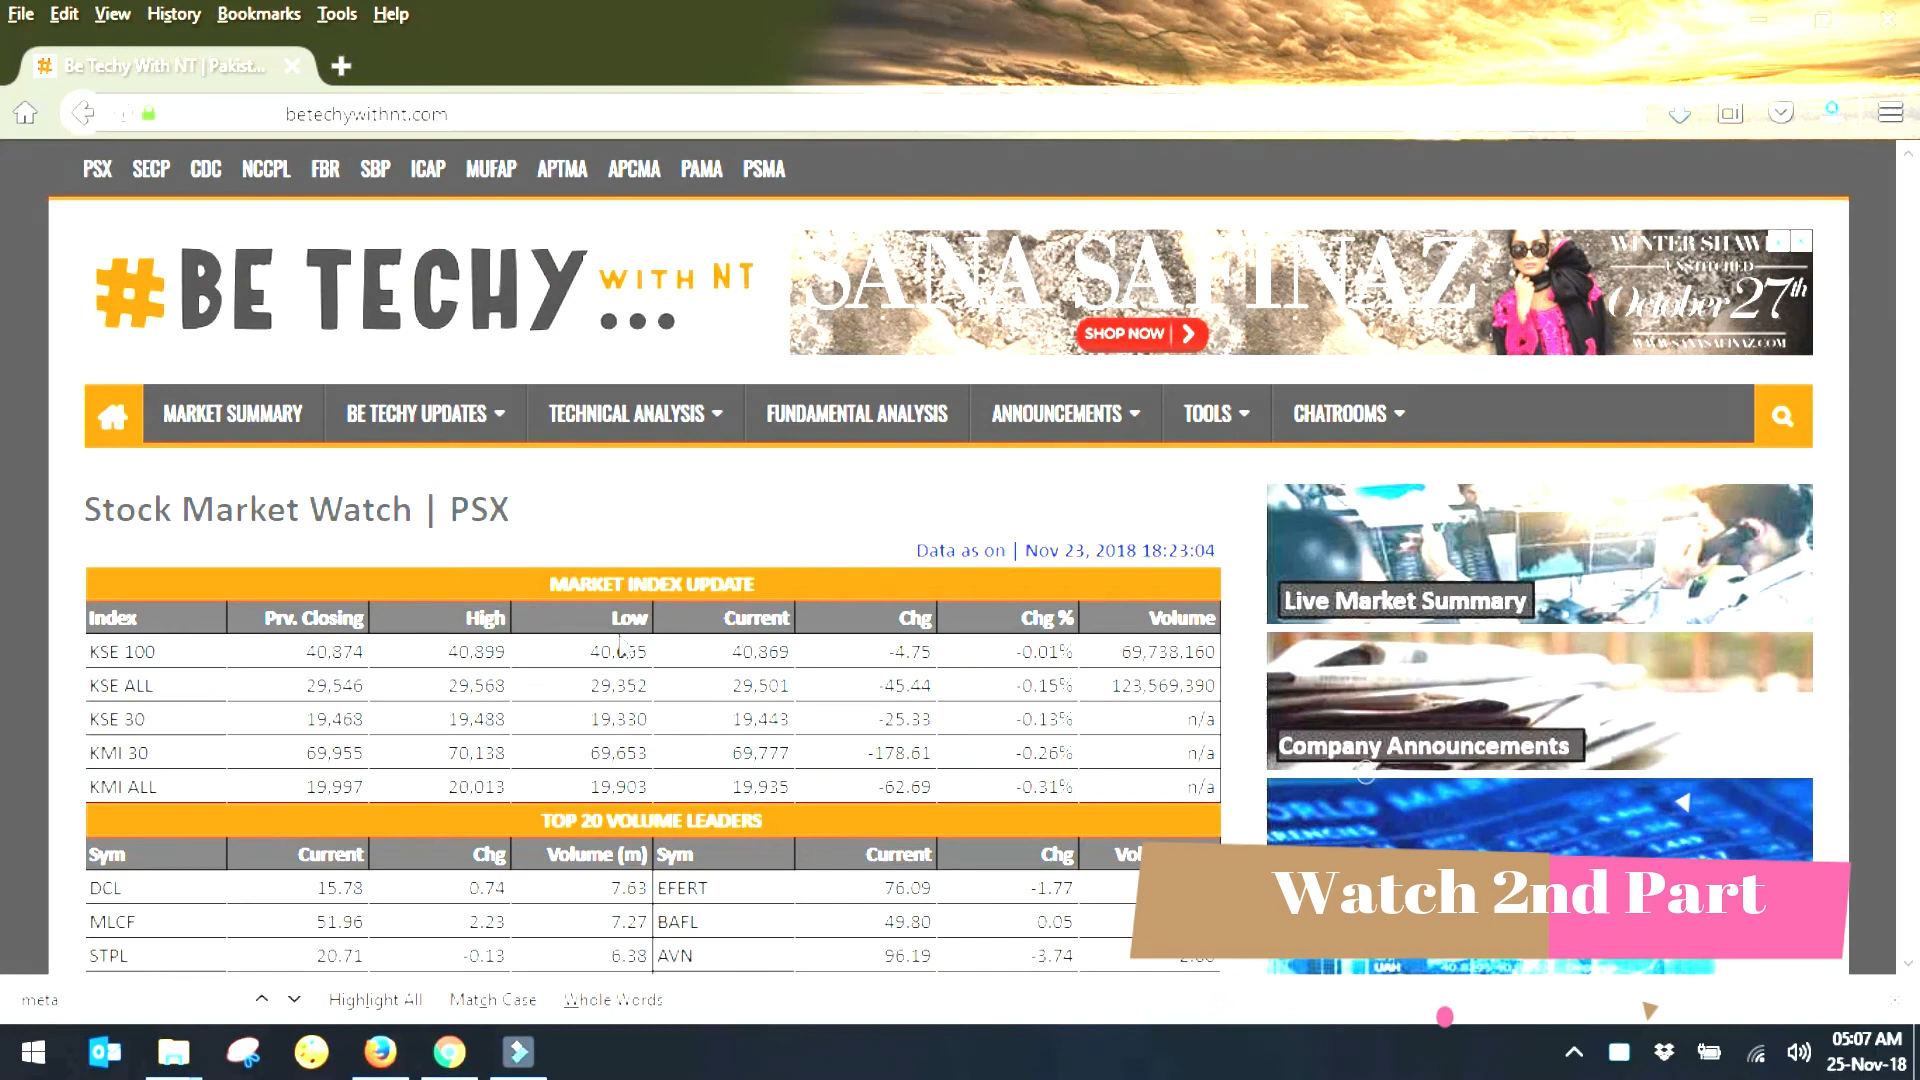 File Edit View History Bookmarks Tools Help
Be Techy With NT | Pakist...
betechywithnt.com
PSX SECP CDC NCCPL FBR SBP ICAP MUFAP APTMA APCMA PAMA PSMA
#BE TECHY WITH NT ...
SANA SAFINAZ
SHOP NOW
WINTER SHAWL
UNSTITCHED
October 27th
WWW.SANASAFINAZ.COM
MARKET SUMMARY BE TECHY UPDATES TECHNICAL ANALYSIS FUNDAMENTAL ANALYSIS ANNOUNCEMENTS TOOLS CHATROOMS
Stock Market Watch | PSX
Data as on | Nov 23, 2018 18:23:04
MARKET INDEX UPDATE
Index Prv. Closing High Low Current Chg Chg % Volume
KSE 100 40,874 40,899 40,869 -4.75 -0.01% 69,738,160
KSE ALL 29,546 29,568 29,352 29,501 -45.44 -0.15% 123,569,390
KSE 30 19,468 19,488 19,330 19,443 -25.33 -0.13% n/a
KMI 30 69,955 70,138 69,653 69,777 -178.61 -0.26% n/a
KMI ALL 19,997 20,013 19,903 19,935 -62.69 -0.31% n/a
TOP 20 VOLUME LEADERS
Sym Current Chg Volume (m) Sym Current Chg
DCL 15.78 0.74 7.63 EFERT 76.09 -1.77
MLCF 51.96 2.23 7.27 BAFL 49.80 0.05
STPL 20.71 -0.13 6.38 AVN 96.19 -3.74
Live Market Summary
Company Announcements
Watch 2nd Part
meta Highlight All Match Case Whole Words
05:07 AM
25-Nov-18